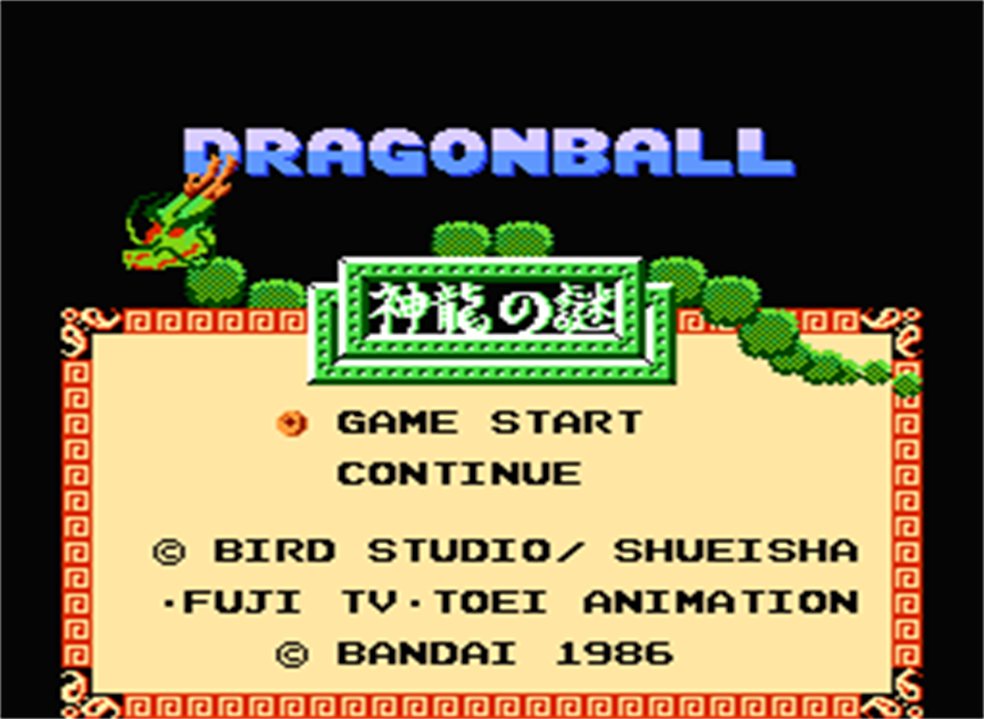 DRAGONBALL
神龍の謎
GAME START
CONTINUE
© BIRD STUDIO/ SHUEISHA
·FUJI TV·TOEI ANIMATION
© BANDAI 1986